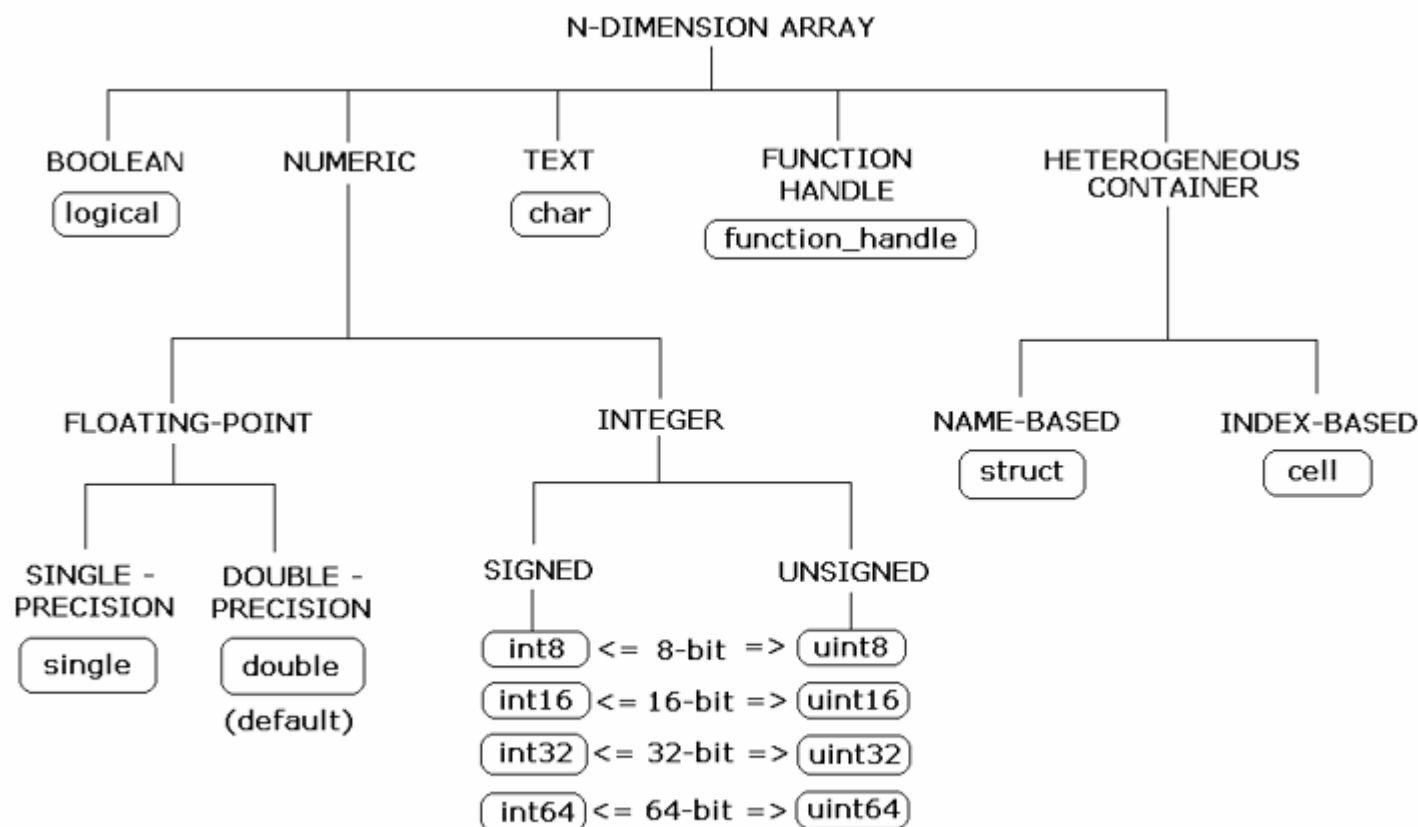 N-DIMENSION ARRAY
BOOLEAN NUMERIC TEXT FUNCTION HANDLE HETEROGENEOUS CONTAINER
logical char function_handle
FLOATING-POINT INTEGER NAME-BASED INDEX-BASED
struct cell
SINGLE - DOUBLE - SIGNED UNSIGNED
PRECISION PRECISION
int8 <= 8-bit => uint8
single double
int16 <= 16-bit => uint16
(default)
int32 <= 32-bit => uint32
int64 <= 64-bit => uint64